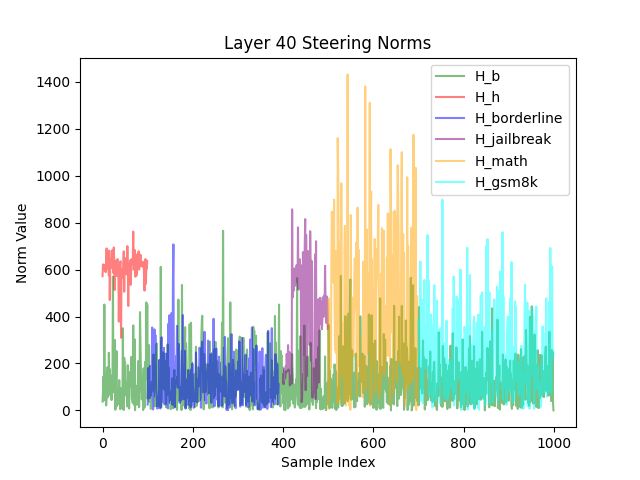 Layer 40 Steering Norms
H_b
H_h
H_borderline
H_jailbreak
H_math
H_gsm8k
Norm Value
1400
1200
1000
800
600
400
200
0
0 200 400 600 800 1000
Sample Index